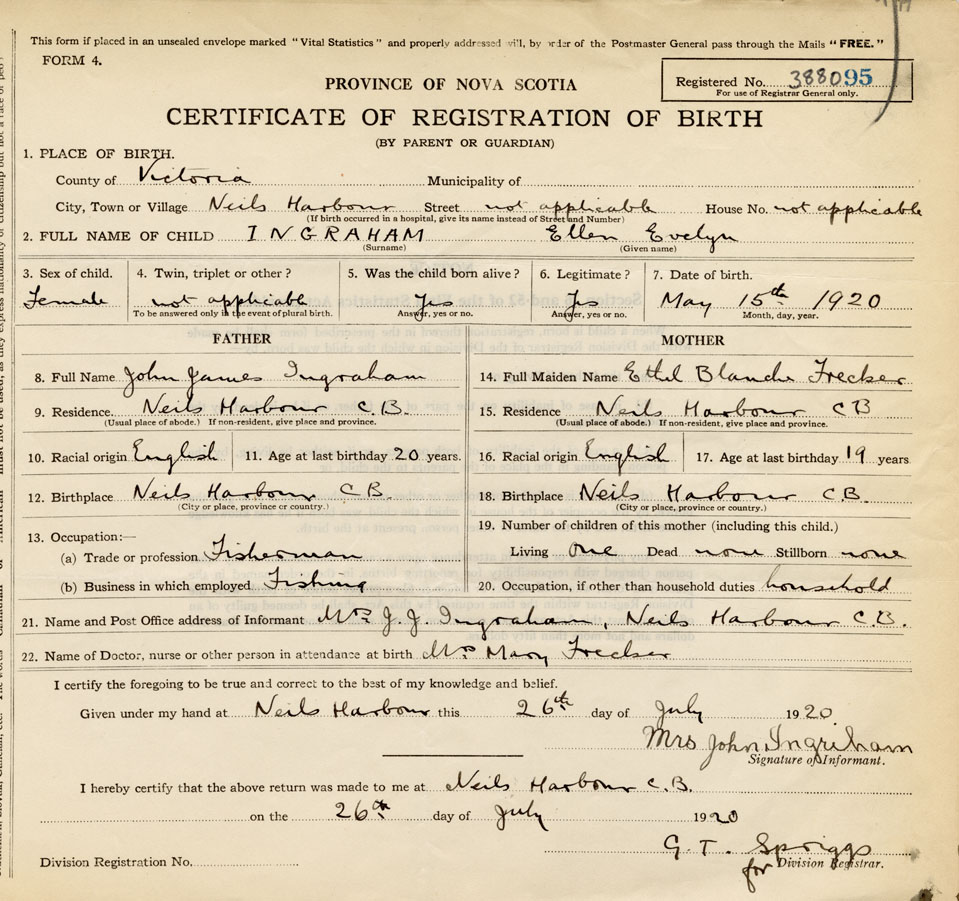 This form if placed in an unsealed envelope marked "Vital Statistics" and properly addressed will, by order of the Postmaster General pass through the Mails "FREE."
FORM 4.
Registered No. 388095
For use of Registrar General only.
PROVINCE OF NOVA SCOTIA
CERTIFICATE OF REGISTRATION OF BIRTH
(BY PARENT OR GUARDIAN)
1. PLACE OF BIRTH.
County of Victoria Municipality of
City, Town or Village Neils Harbour Street not applicable House No. not applicable
(If birth occurred in a hospital, give its name instead of Street and Number)
2. FULL NAME OF CHILD INGRAHAM Ellen Evelyn
(Surname) (Given name)
3. Sex of child. 4. Twin, triplet or other? 5. Was the child born alive? 6. Legitimate? 7. Date of birth.
Female not applicable Yes Yes May 15th 1920
To be answered only in the event of plural birth. Answer, yes or no. Answer, yes or no. Month, day, year.
FATHER MOTHER
8. Full Name John James Ingraham 14. Full Maiden Name Ethel Blanche Frecker
9. Residence. Neils Harbour C.B. 15. Residence Neils Harbour CB
(Usual place of abode.) If non-resident, give place and province. (Usual place of abode.) If non-resident, give place and province.
10. Racial origin English 11. Age at last birthday 20 years. 16. Racial origin English 17. Age at last birthday 19 years
12. Birthplace Neils Harbour C.B. 18. Birthplace Neils Harbour C.B.
(City or place, province or country.) (City or place, province or country.)
13. Occupation:— 19. Number of children of this mother (including this child.)
(a) Trade or profession Fisherman Living one Dead none Stillborn none
(b) Business in which employed Fishing 20. Occupation, if other than household duties household
21. Name and Post Office address of Informant Mrs J. J. Ingraham, Neils Harbour C.B.
22. Name of Doctor, nurse or other person in attendance at birth Mrs Mary Frecker
I certify the foregoing to be true and correct to the best of my knowledge and belief.
Given under my hand at Neils Harbour this 26th day of July 1920
Mrs John Ingriham
Signature of Informant.
I hereby certify that the above return was made to me at Neils Harbour C.B.
on the 26th day of July 1920
G. T. Spriggs
for Division Registrar.
Division Registration No.